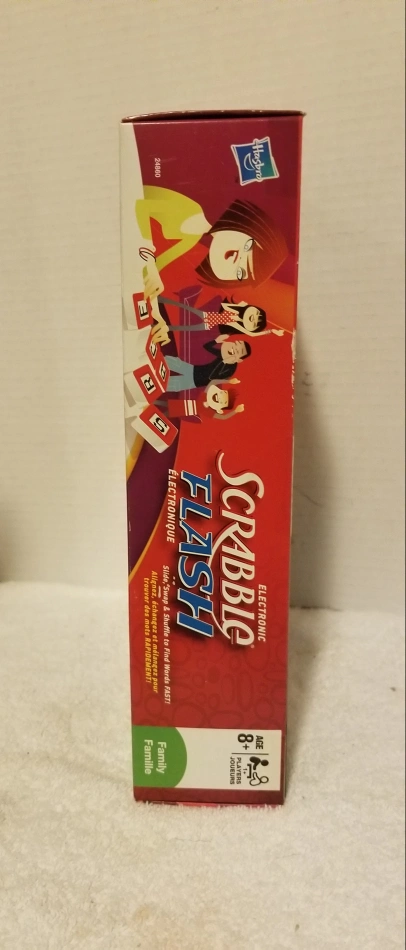 Hasbro
24880
E
R
S
ELECTRONIC
SCRABBLE®
FLASH
ÉLECTRONIQUE
Slide, Swap & Shuffle to Find Words FAST!
Alignez, échangez et mélangez pour
trouver des mots RAPIDEMENT!
AGE
8+
1+
PLAYERS
JOUEURS
Family
Famille